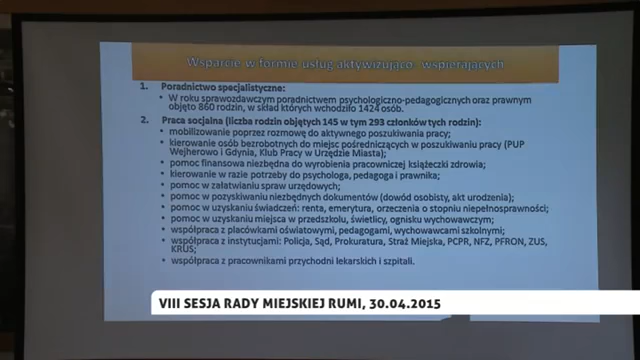 Wsparcie w formie usług aktywizująco- wspierających
1. Poradnictwo specjalistyczne:
• W roku sprawozdawczym poradnictwem psychologiczno-pedagogicznych oraz prawnym
objęto 860 rodzin, w skład których wchodziło 1424 osób.
2. Praca socjalna (liczba rodzin objętych 145 w tym 293 członków tych rodzin):
• mobilizowanie poprzez rozmowę do aktywnego poszukiwania pracy;
• kierowanie osób bezrobotnych do miejsc pośredniczących w poszukiwaniu pracy (PUP
Wejherowo i Gdynia, Klub Pracy w Urzędzie Miasta);
• pomoc finansowa niezbędna do wyrobienia pracowniczej książeczki zdrowia;
• kierowanie w razie potrzeby do psychologa, pedagoga i prawnika;
• pomoc w załatwianiu spraw urzędowych;
• pomoc w pozyskiwaniu niezbędnych dokumentów (dowód osobisty, akt urodzenia);
• pomoc w uzyskaniu świadczeń: renta, emerytura, orzeczenia o stopniu niepełnosprawności;
• pomoc w uzyskaniu miejsca w przedszkolu, świetlicy, ognisku wychowawczym;
• współpraca z placówkami oświatowymi, pedagogami, wychowawcami szkolnymi;
• współpraca z instytucjami: Policja, Sąd, Prokuratura, Straż Miejska, PCPR, NFZ, PFRON, ZUS,
KRUS;
• współpraca z pracownikami przychodni lekarskich i szpitali.
VIII SESJA RADY MIEJSKIEJ RUMI, 30.04.2015